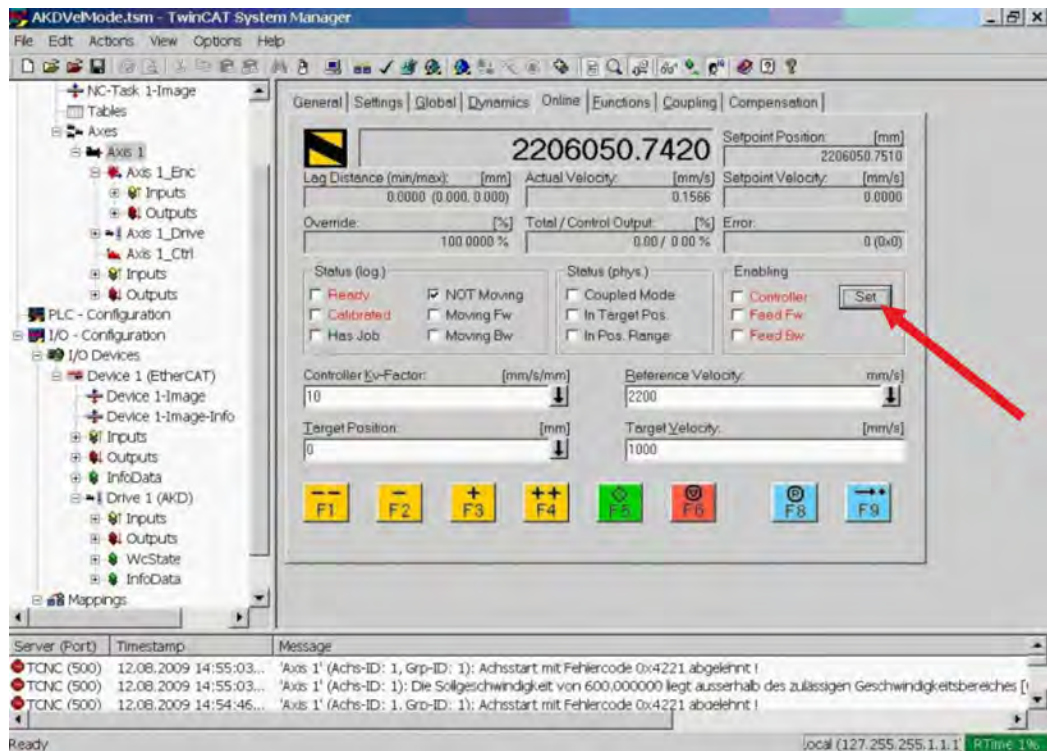 AKDVelMode.tsm - TwinCAT System Manager
File Edit Actions View Options Help
NC-Task 1-Image
Tables
Axes
Axis 1
Axis 1_Enc
Inputs
Outputs
Axis 1_Drive
Axis 1_Ctrl
Inputs
Outputs
PLC - Configuration
I/O - Configuration
I/O Devices
Device 1 (EtherCAT)
Device 1-Image
Device 1-Image-Info
Inputs
Outputs
InfoData
Drive 1 (AKD)
Inputs
Outputs
WcState
InfoData
Mappings
General Settings Global Dynamics Online Functions Coupling Compensation
2206050.7420
Setpoint Position: [mm]
2206050.7510
Lag Distance (min/max): [mm] Actual Velocity: [mm/s] Setpoint Velocity: [mm/s]
0.0000 (0.000, 0.000) 0.1566 0.0000
Override: [%] Total / Control Output: [%] Error:
100.0000 % 0.00 / 0.00 % 0 (0x0)
Status (log.) Status (phys.) Enabling
Ready NOT Moving Coupled Mode Controller Set
Calibrated Moving Fw In Target Pos. Feed Fw
Has Job Moving Bw In Pos. Range Feed Bw
Controller Kv-Factor: [mm/s/mm] Reference Velocity: mm/s]
10 2200
Target Position: [mm] Target Velocity: [mm/s]
0 1000
-- F1 - F2 + F3 ++ F4 F5 F6 P F8 F9
Server (Port) Timestamp Message
TCNC (500) 12.08.2009 14:55:03... 'Axis 1' (Achs-ID: 1, Grp-ID: 1): Achsstart mit Fehlercode 0x4221 abgelehnt !
TCNC (500) 12.08.2009 14:55:03... 'Axis 1' (Achs-ID: 1): Die Sollgeschwindigkeit von 600.000000 liegt ausserhalb des zulässigen Geschwindigkeitsbereiches [
TCNC (500) 12.08.2009 14:54:46... 'Axis 1' (Achs-ID: 1, Grp-ID: 1): Achsstart mit Fehlercode 0x4221 abgelehnt !
Ready ocal (127.255.255.1.1.1 RTime 1%